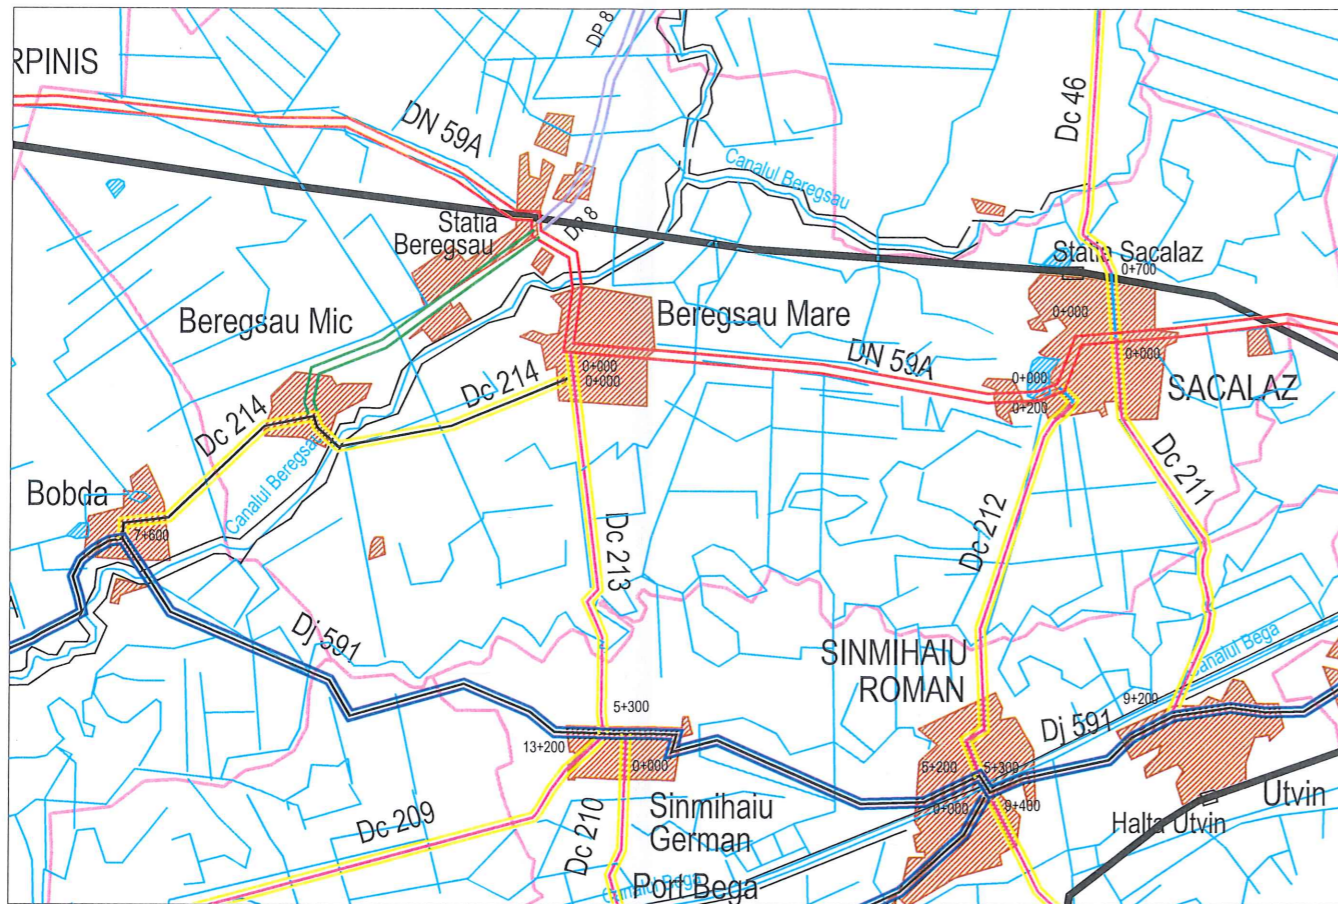 DP 8
RPINIS
DN 59A
Dc 46
Canalul Beregsau
Statia
Beregsau
DP 8
Statia Sacalaz
0+700
0+000
Beregsau Mic
Beregsau Mare
DN 59A
0+000
0+000
0+000
0+000
0+200
SACALAZ
Dc 214
Dc 214
Canalul Beregsa
Dc 211
Bobda
7+600
Dc 212
Dc 213
Dj 591
SINMIHAIU
ROMAN
Canalul Bega
5+300
9+200
Dj 591
13+200
0+000
5+200
5+300
0+000
9+400
Sinmihaiu
German
Dc 209
Dc 210
Utvin
Halta Utvin
Port Bega
Canalul Bega